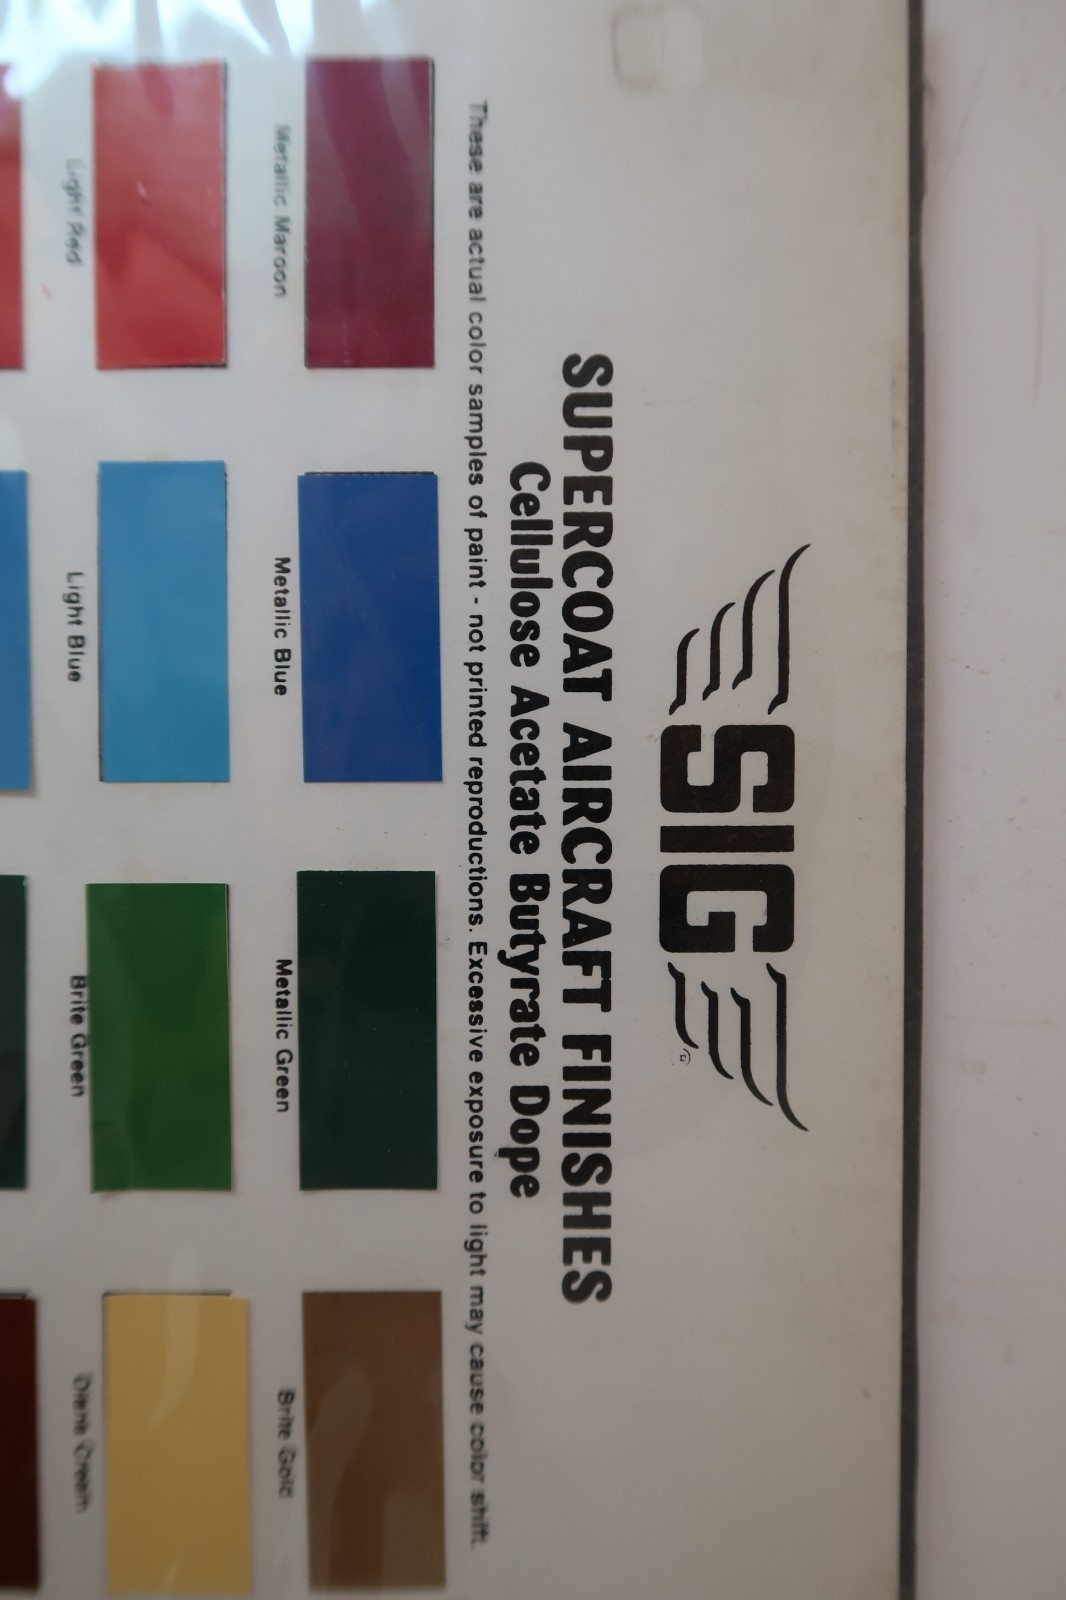 SIG
SUPERCOAT AIRCRAFT FINISHES
Cellulose Acetate Butyrate Dope
These are actual color samples of paint - not printed reproductions. Excessive exposure to light may cause color shift.
Metallic Maroon
Metallic Blue
Metallic Green
Brite Gold
Light Red
Light Blue
Brite Green
Diana Cream